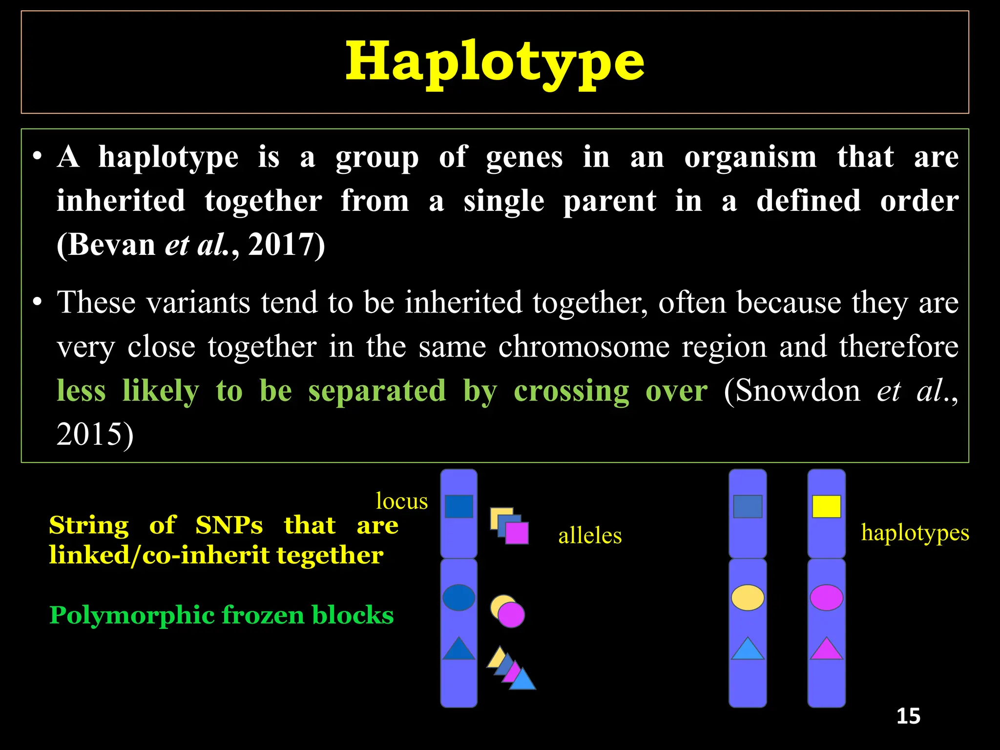 Haplotype
• A haplotype is a group of genes in an organism that are
inherited together from a single parent in a defined order
(Bevan et al., 2017)
• These variants tend to be inherited together, often because they are
very close together in the same chromosome region and therefore
less likely to be separated by crossing over (Snowdon et al.,
2015)
locus
String of SNPs that are
linked/co-inherit tegether
alleles
haplotypes
Polymorphic frozen blocks
15